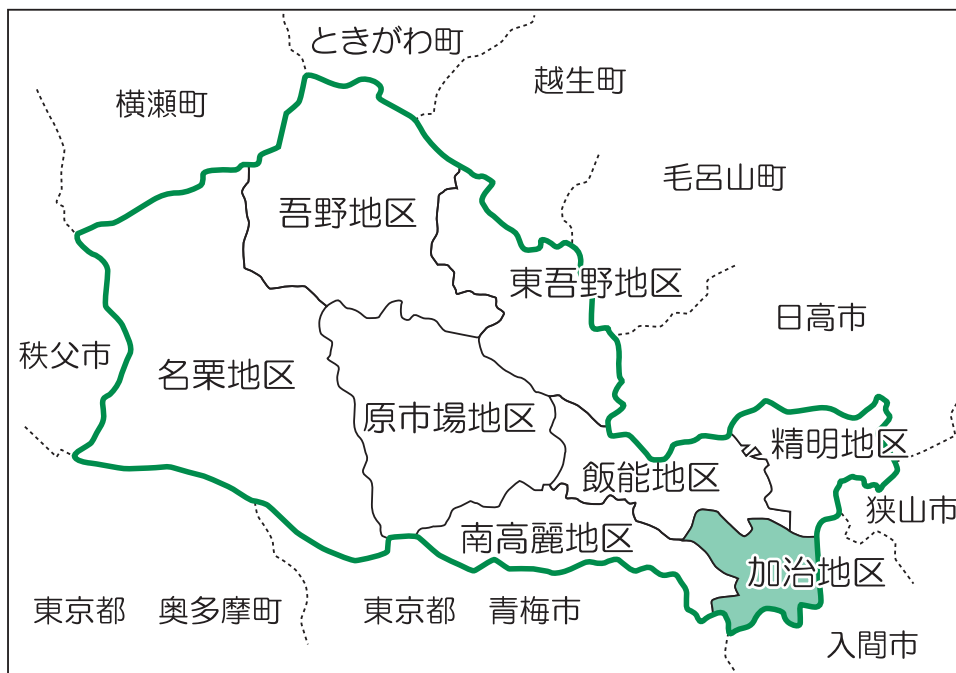 ときがわ町
越生町
横瀬町
毛呂山町
吾野地区
東吾野地区
日高市
秩父市
名栗地区
原市場地区
精明地区
飯能地区
狭山市
南高麗地区
加治地区
東京都 奥多摩町
東京都 青梅市
入間市